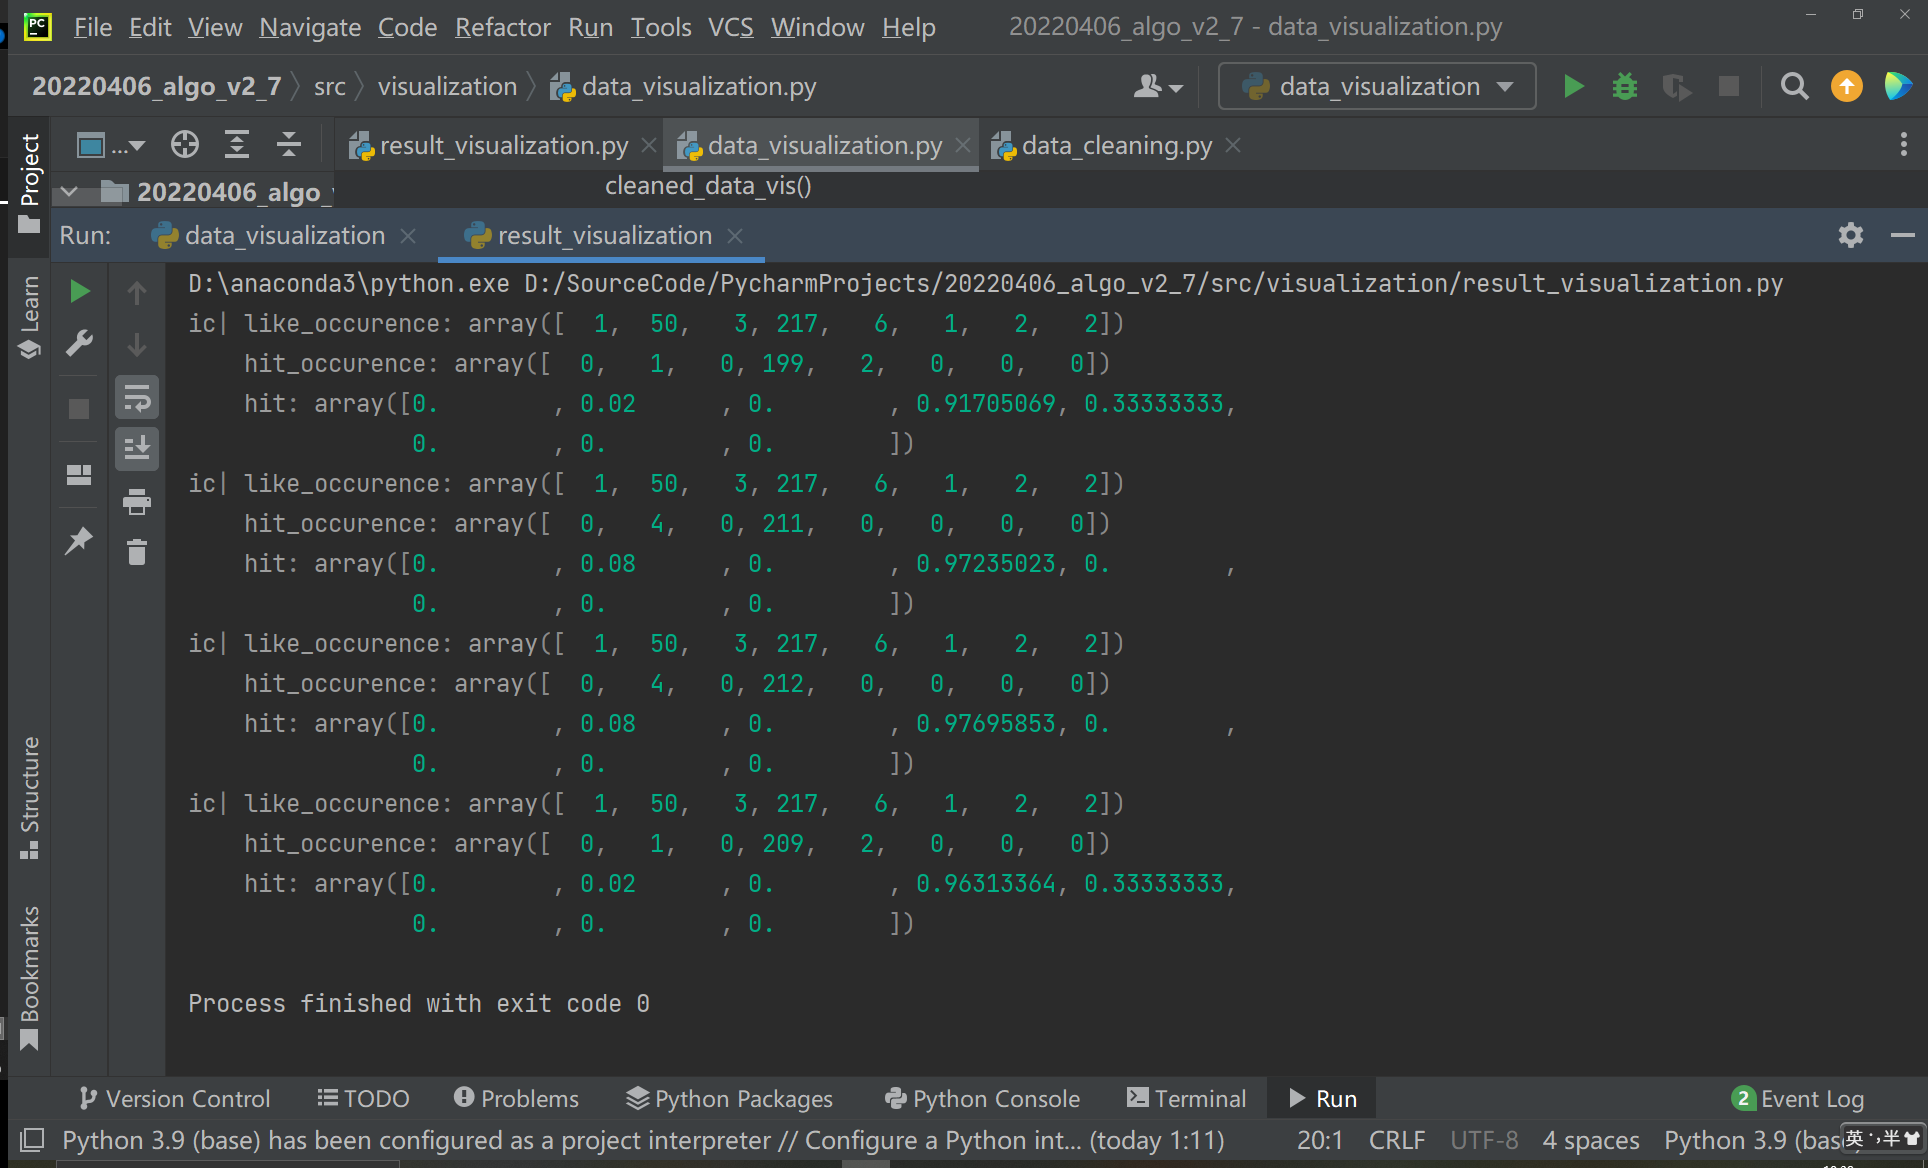 PC File Edit View Navigate Code Refactor Run Tools VCS Window Help 20220406_algo_v2_7 - data_visualization.py
20220406_algo_v2_7 src visualization data_visualization.py data_visualization
Project ... result_visualization.py data_visualization.py data_cleaning.py
20220406_algo_ cleaned_data_vis()
Run: data_visualization result_visualization
D:\anaconda3\python.exe D:/SourceCode/PycharmProjects/20220406_algo_v2_7/src/visualization/result_visualization.py
ic| like_occurence: array([  1,  50,   3, 217,   6,   1,   2,   2])
    hit_occurence: array([  0,   1,   0, 199,   2,   0,   0,   0])
    hit: array([0.        , 0.02      , 0.        , 0.91705069, 0.33333333,
                0.        , 0.        , 0.        ])
ic| like_occurence: array([  1,  50,   3, 217,   6,   1,   2,   2])
    hit_occurence: array([  0,   4,   0, 211,   0,   0,   0,   0])
    hit: array([0.        , 0.08      , 0.        , 0.97235023, 0.        ,
                0.        , 0.        , 0.        ])
ic| like_occurence: array([  1,  50,   3, 217,   6,   1,   2,   2])
    hit_occurence: array([  0,   4,   0, 212,   0,   0,   0,   0])
    hit: array([0.        , 0.08      , 0.        , 0.97695853, 0.        ,
                0.        , 0.        , 0.        ])
ic| like_occurence: array([  1,  50,   3, 217,   6,   1,   2,   2])
    hit_occurence: array([  0,   1,   0, 209,   2,   0,   0,   0])
    hit: array([0.        , 0.02      , 0.        , 0.96313364, 0.33333333,
                0.        , 0.        , 0.        ])
Process finished with exit code 0
Learn
Structure
Bookmarks
Version Control TODO Problems Python Packages Python Console Terminal Run 2 Event Log
Python 3.9 (base) has been configured as a project interpreter // Configure a Python int... (today 1:11) 20:1 CRLF UTF-8 4 spaces Python 3.9 (bas 英 半